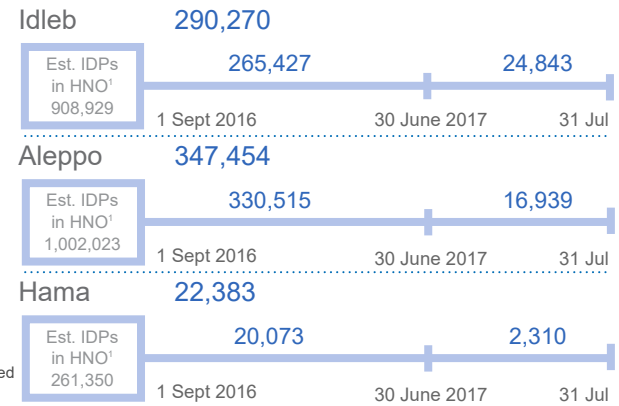 Idleb 290,270
Est. IDPs
in HNO¹
908,929
265,427 24,843
1 Sept 2016 30 June 2017 31 Jul
Aleppo 347,454
Est. IDPs
in HNO¹
1,002,023
330,515 16,939
1 Sept 2016 30 June 2017 31 Jul
Hama 22,383
Est. IDPs
in HNO¹
261,350
20,073 2,310
ed
1 Sept 2016 30 June 2017 31 Jul